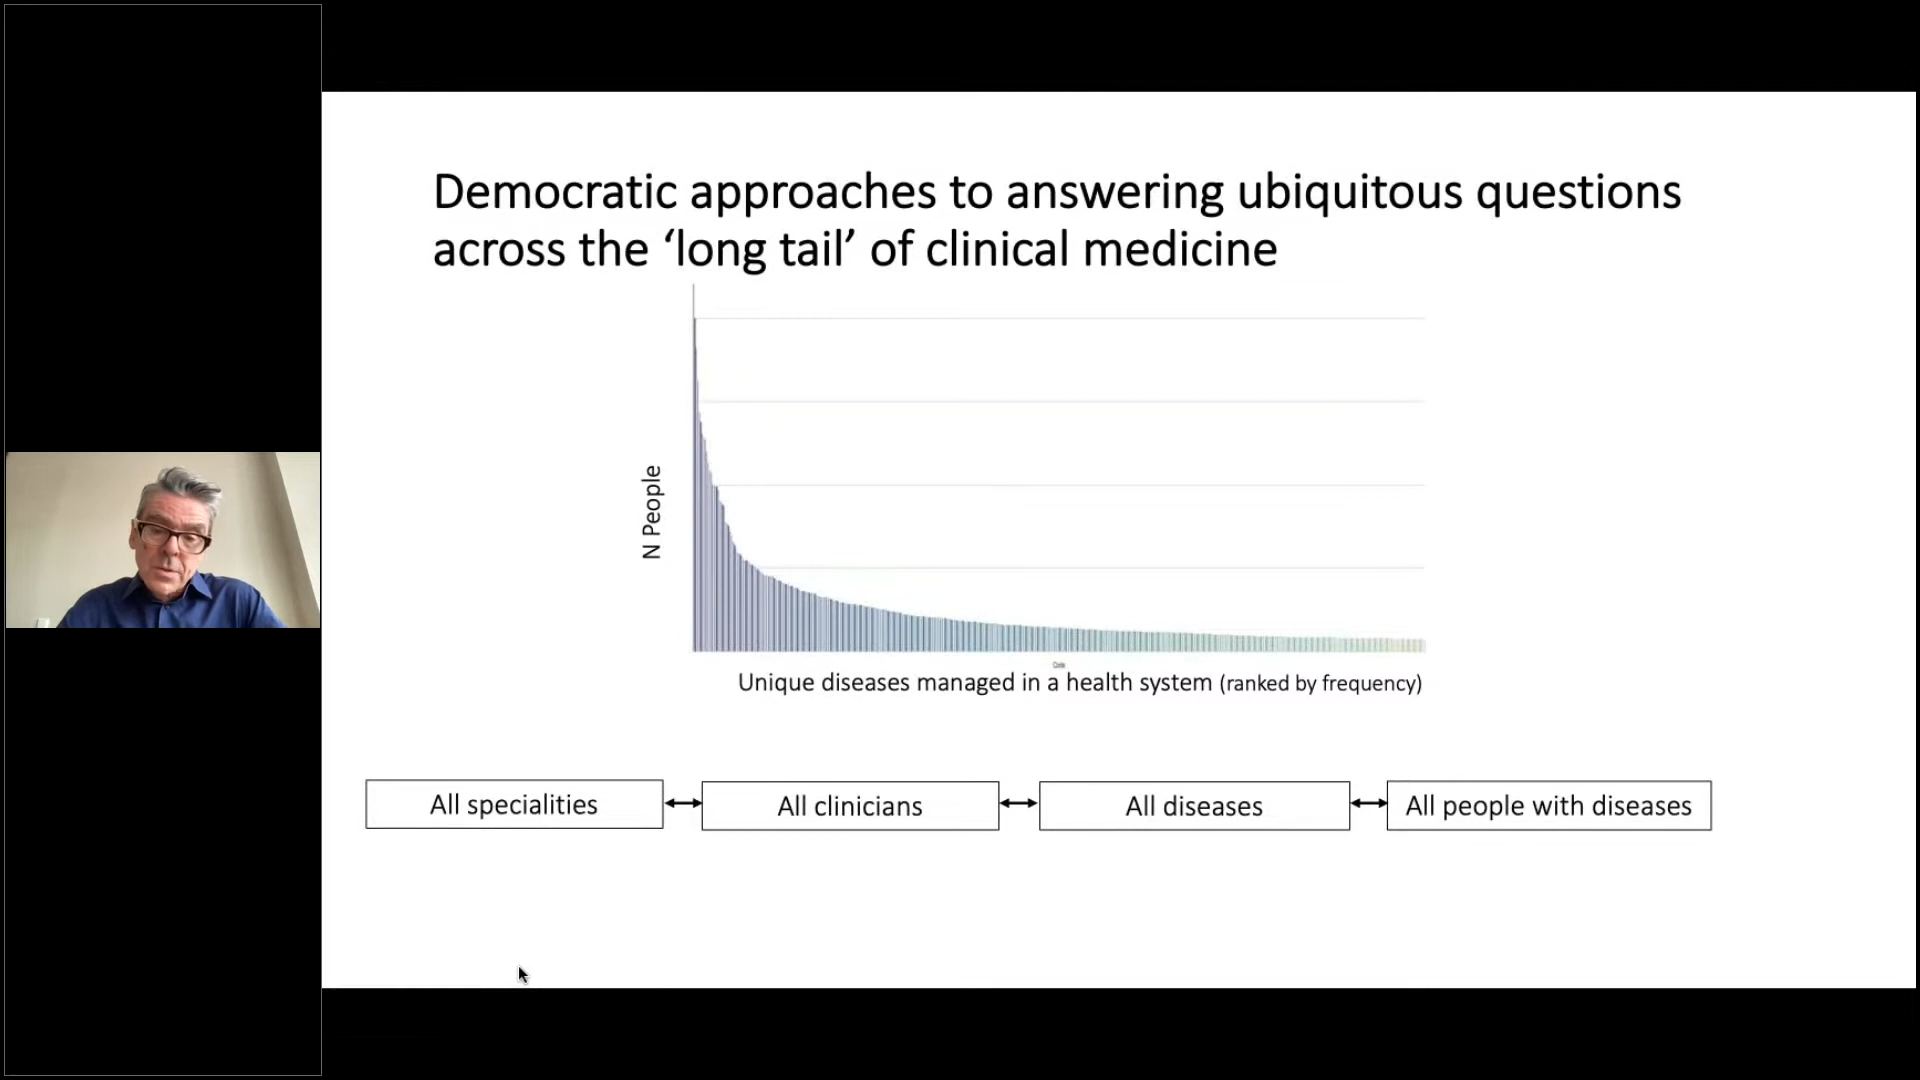 Democratic approaches to answering ubiquitous questions
across the ‘long tail’ of clinical medicine
N People
Code
Unique diseases managed in a health system (ranked by frequency)
All specialities
All clinicians
All diseases
All people with diseases